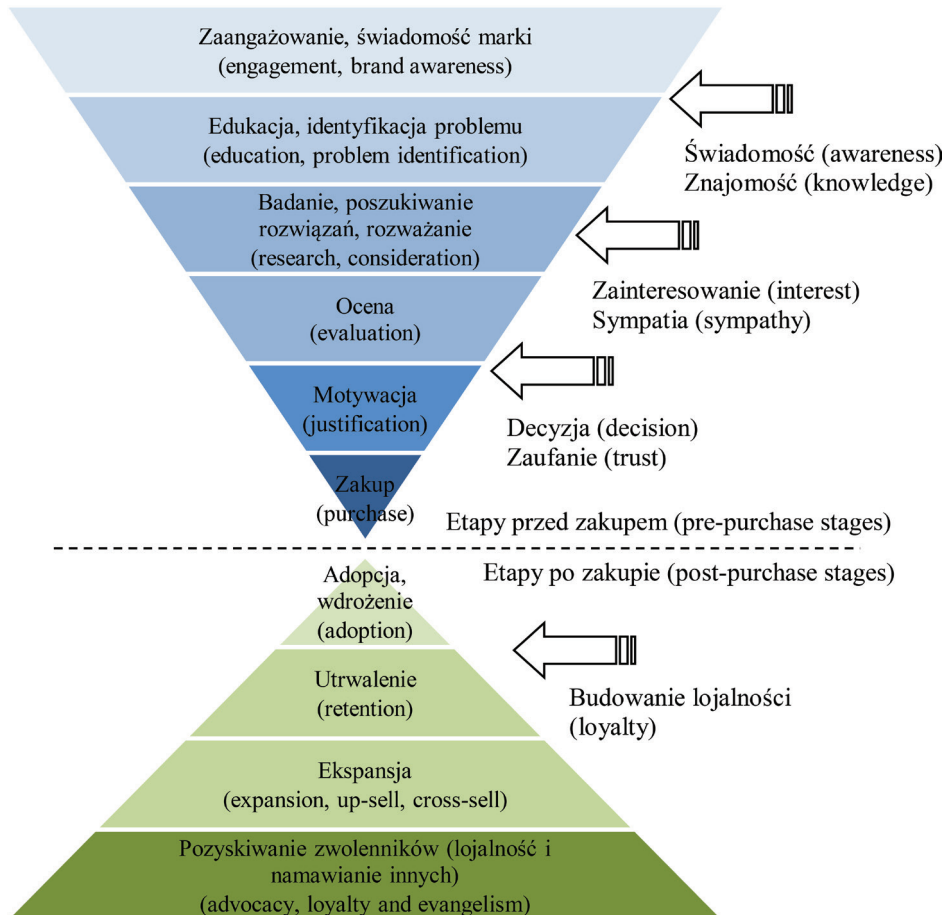 Zaangażowanie, świadomość marki
(engagement, brand awareness)
Edukacja, identyfikacja problemu
(education, problem identification)
Świadomość (awareness)
Znajomość (knowledge)
Badanie, poszukiwanie
rozwiązań, rozważanie
(research, consideration)
Zainteresowanie (interest)
Sympatia (sympathy)
Ocena
(evaluation)
Motywacja
(justification)
Decyzja (decision)
Zaufanie (trust)
Zakup
(purchase)
Etapy przed zakupem (pre-purchase stages)
Etapy po zakupie (post-purchase stages)
Adopcja,
wdrożenie
(adoption)
Utrwalenie
(retention)
Budowanie lojalności
(loyalty)
Ekspansja
(expansion, up-sell, cross-sell)
Pozyskiwanie zwolenników (lojalność i
namawianie innych)
(advocacy, loyalty and evangelism)